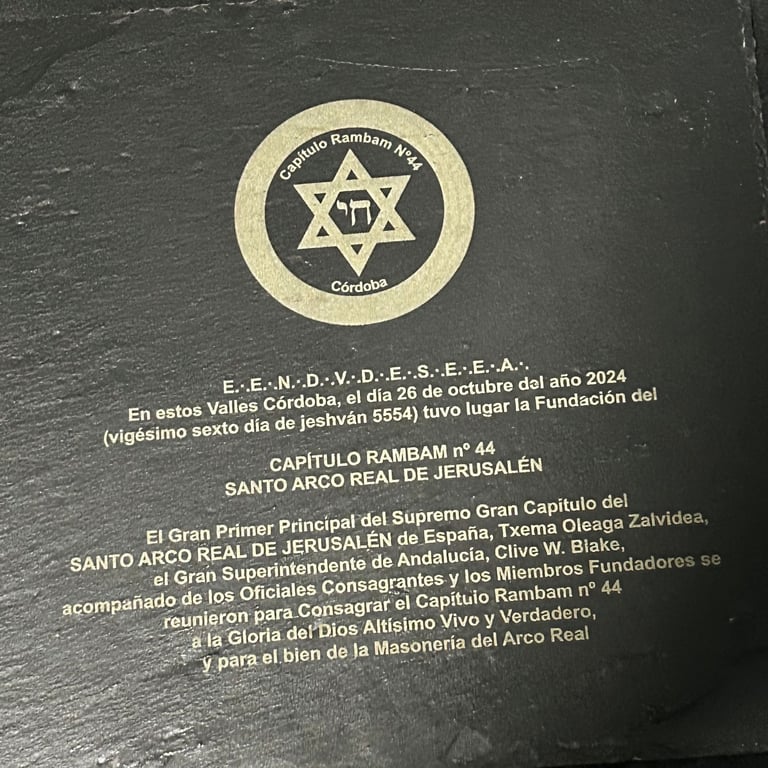 Capítulo Rambam Nº44
חי
Córdoba
E∴E∴N∴D∴V∴D∴E∴S∴E∴E∴A∴
En estos Valles Córdoba, el día 26 de octubre del año 2024
(vigésimo sexto día de jeshván 5554) tuvo lugar la Fundación del
CAPÍTULO RAMBAM nº 44
SANTO ARCO REAL DE JERUSALÉN
El Gran Primer Principal del Supremo Gran Capítulo del
SANTO ARCO REAL DE JERUSALÉN de España, Txema Oleaga Zalvidea,
el Gran Superintendente de Andalucía, Clive W. Blake,
acompañado de los Oficiales Consagrantes y los Miembros Fundadores se
reunieron para Consagrar el Capítulo Rambam nº 44
a la Gloria del Dios Altísimo Vivo y Verdadero,
y para el bien de la Masonería del Arco Real